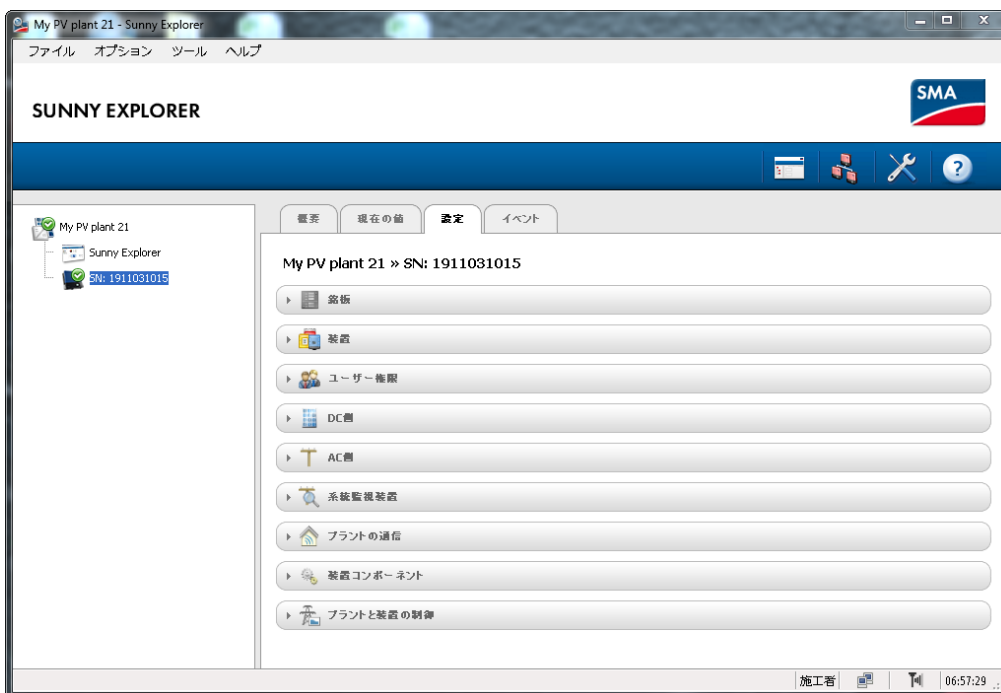 My PV plant 21 - Sunny Explorer
ファイル オプション ツール ヘルプ
SUNNY EXPLORER
SMA
My PV plant 21
Sunny Explorer
SN: 1911031015
概要 現在の値 設定 イベント
My PV plant 21 » SN: 1911031015
銘板
装置
ユーザー権限
DC側
AC側
系統監視装置
プラントの通信
装置コンポーネント
プラントと装置の制御
施工者 06:57:29